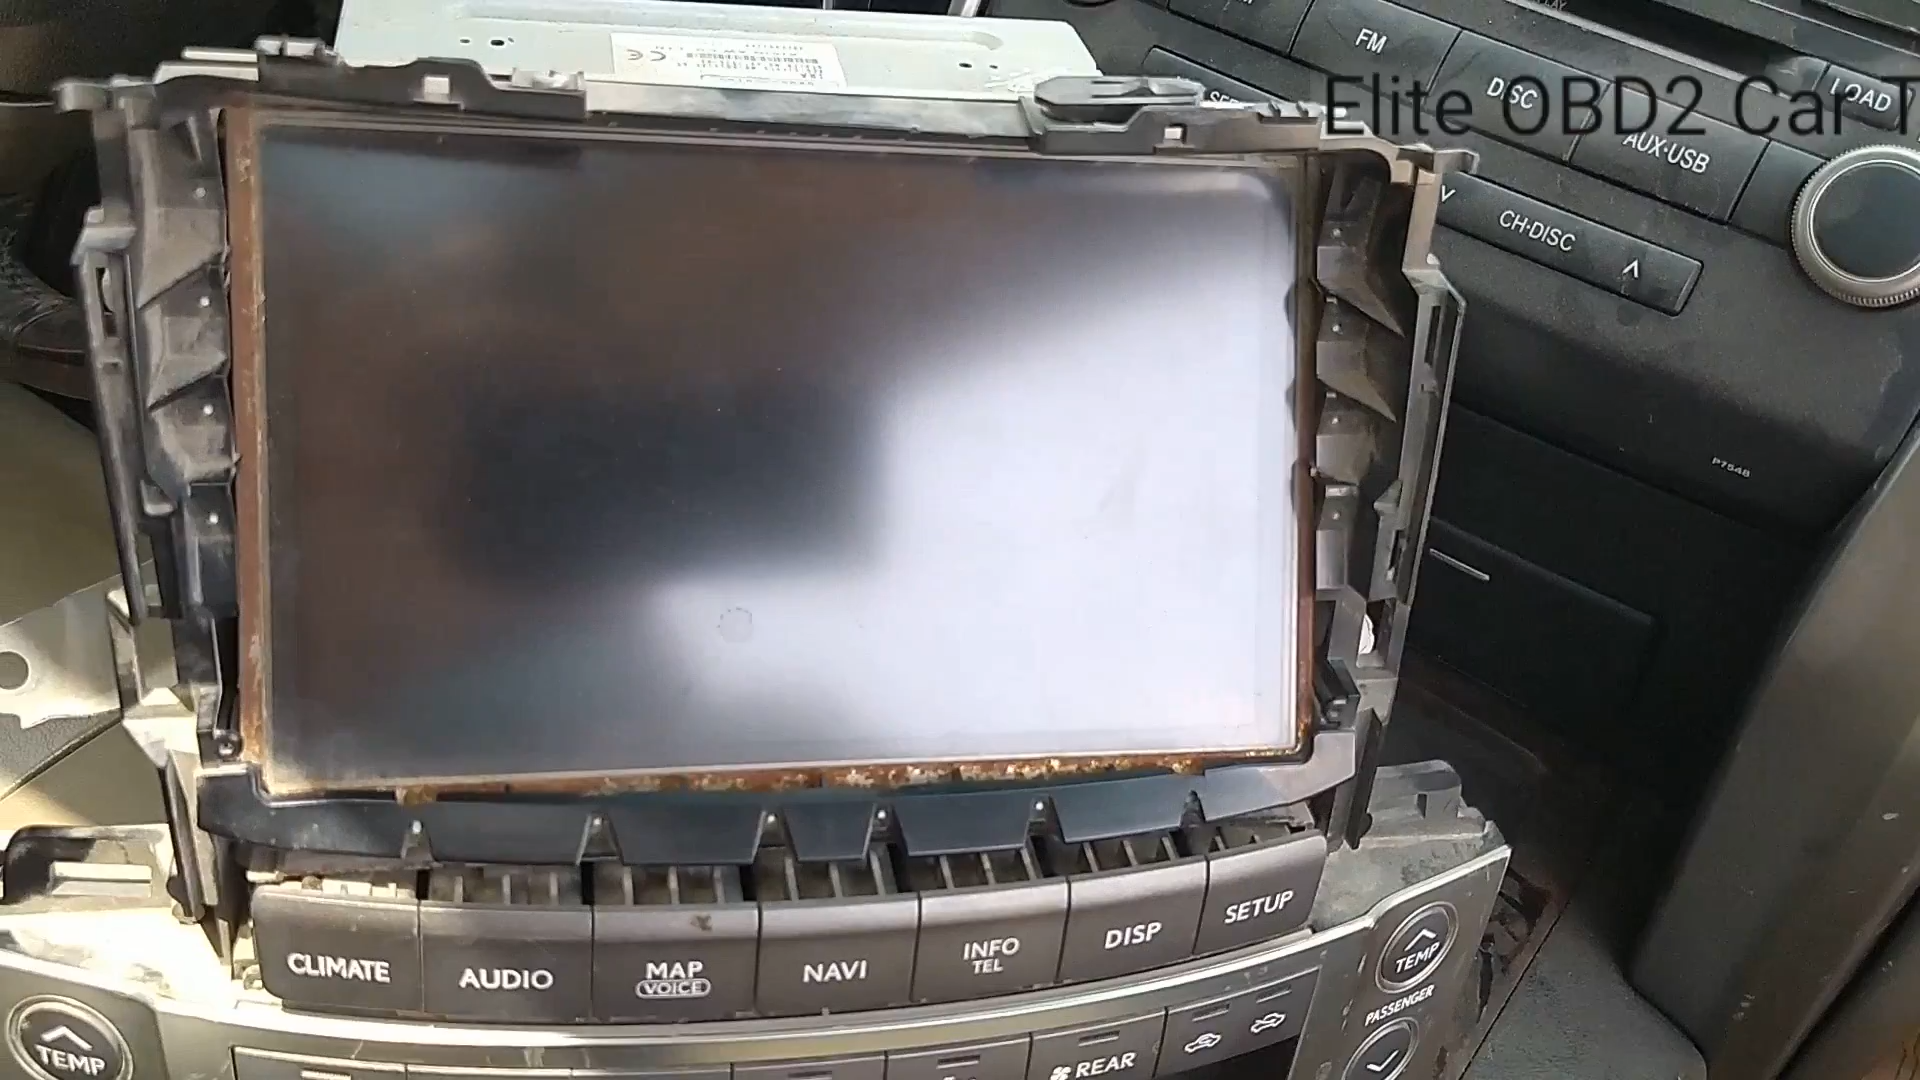 FM
DISC
LOAD
AUX·USB
Elite OBD2 Car T
CH·DISC
P7548
CLIMATE
AUDIO
MAP
VOICE
NAVI
INFO
TEL
DISP
SETUP
TEMP
PASSENGER
TEMP
REAR